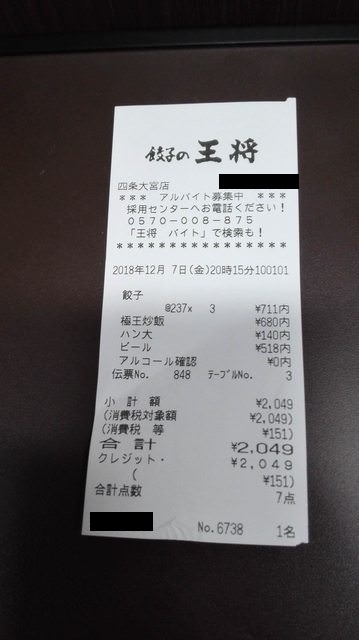 餃子の王将
四条大宮店
*** アルバイト募集中 ***
採用センターへお電話ください!
0570-008-875
「王将 バイト」で検索も!
****************
2018年12月 7日(金)20時15分100101
餃子
@237x 3 ¥711内
極王炒飯 ¥680内
ハン大 ¥140内
ビール ¥518内
アルコール確認 ¥0内
伝票No. 848 テーブルNo. 3
小計額 ¥2,049
(消費税対象額 ¥2,049)
(消費税 等 ¥151)
合計 ¥2,049
クレジット・ ¥2,049
( ¥151)
合計点数 7点
No.6738 1名